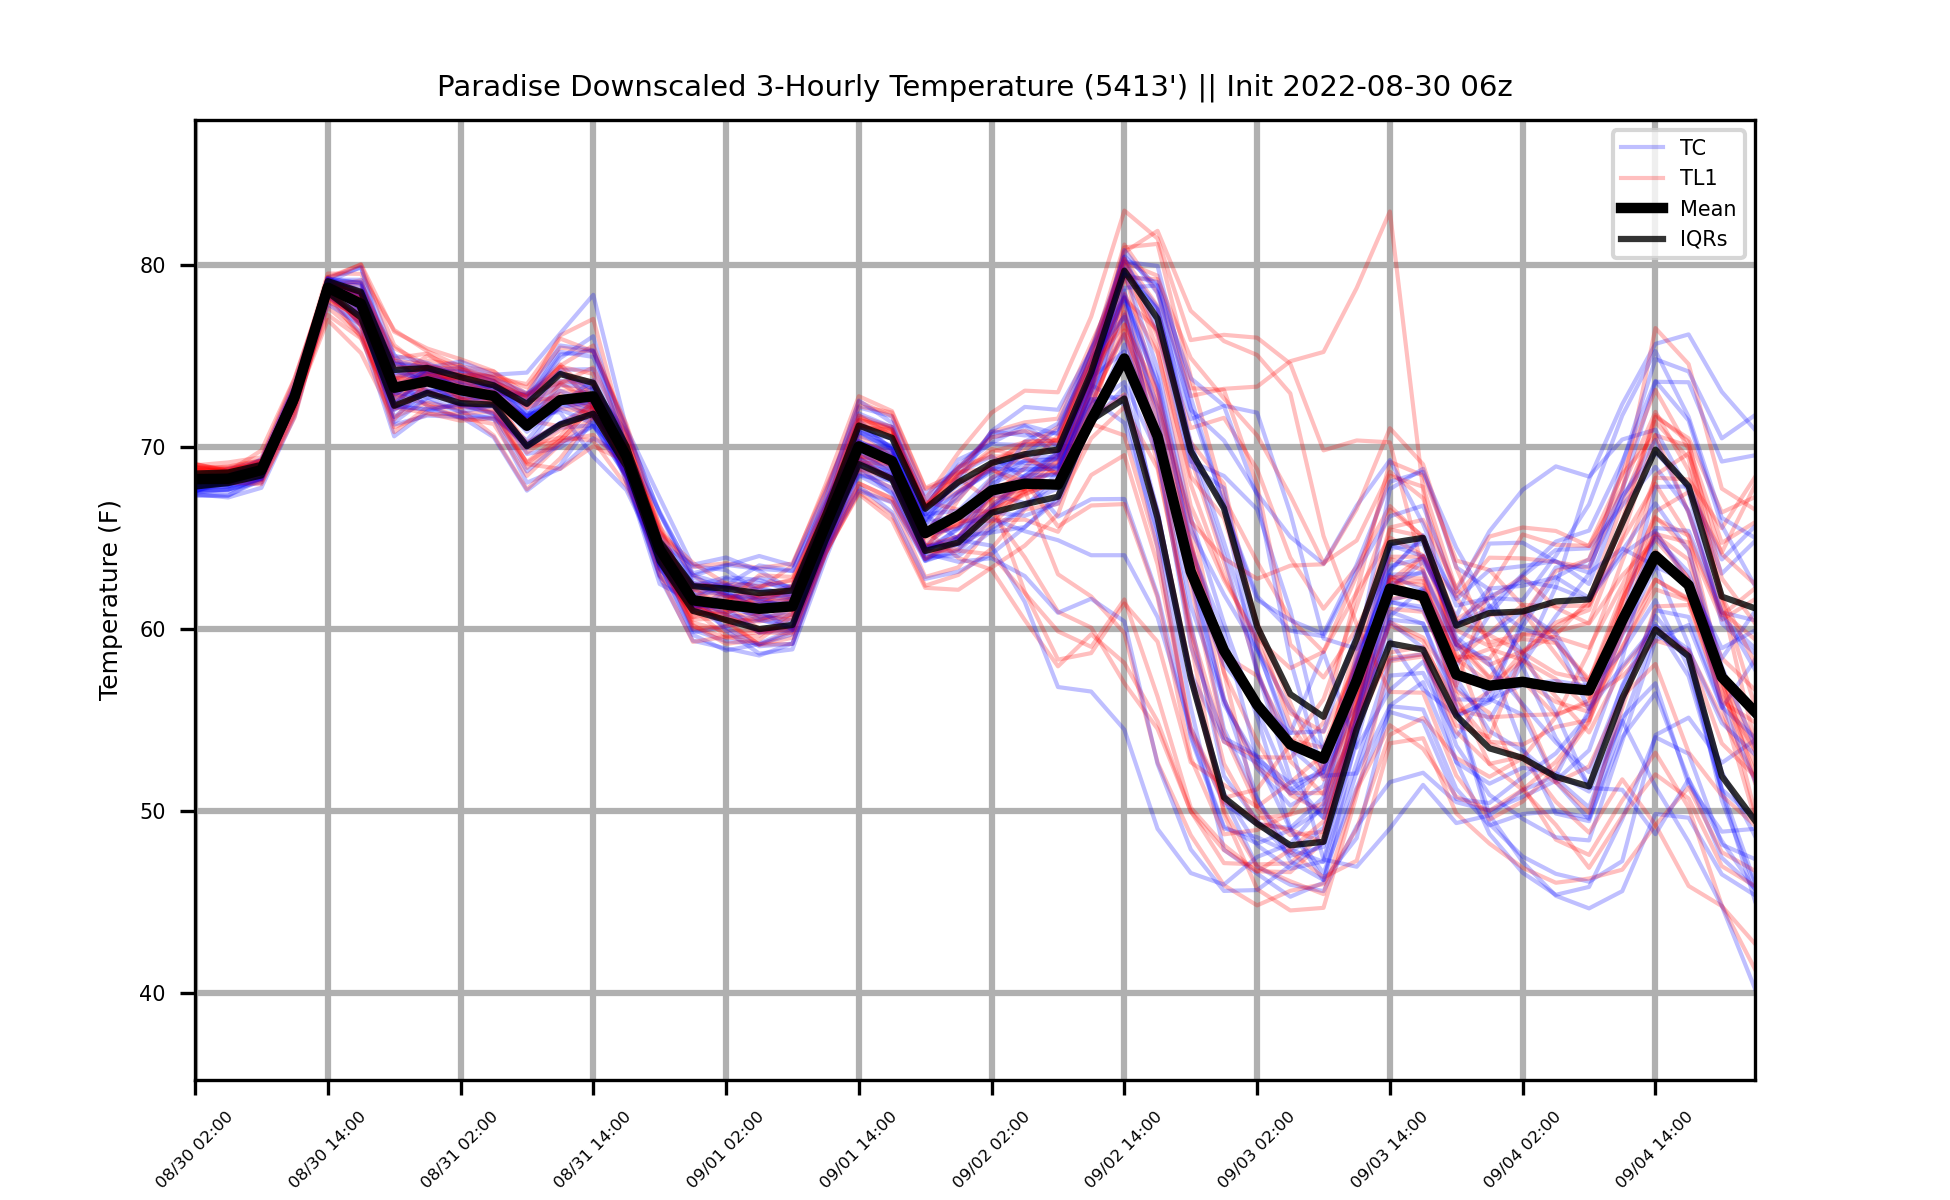 Paradise Downscaled 3-Hourly Temperature (5413') || Init 2022-08-30 06z
TC
TL1
Mean
IQRs
Temperature (F)
80
70
60
50
40
08/30 02:00
08/30 14:00
08/31 02:00
08/31 14:00
09/01 02:00
09/01 14:00
09/02 02:00
09/02 14:00
09/03 02:00
09/03 14:00
09/04 02:00
09/04 14:00